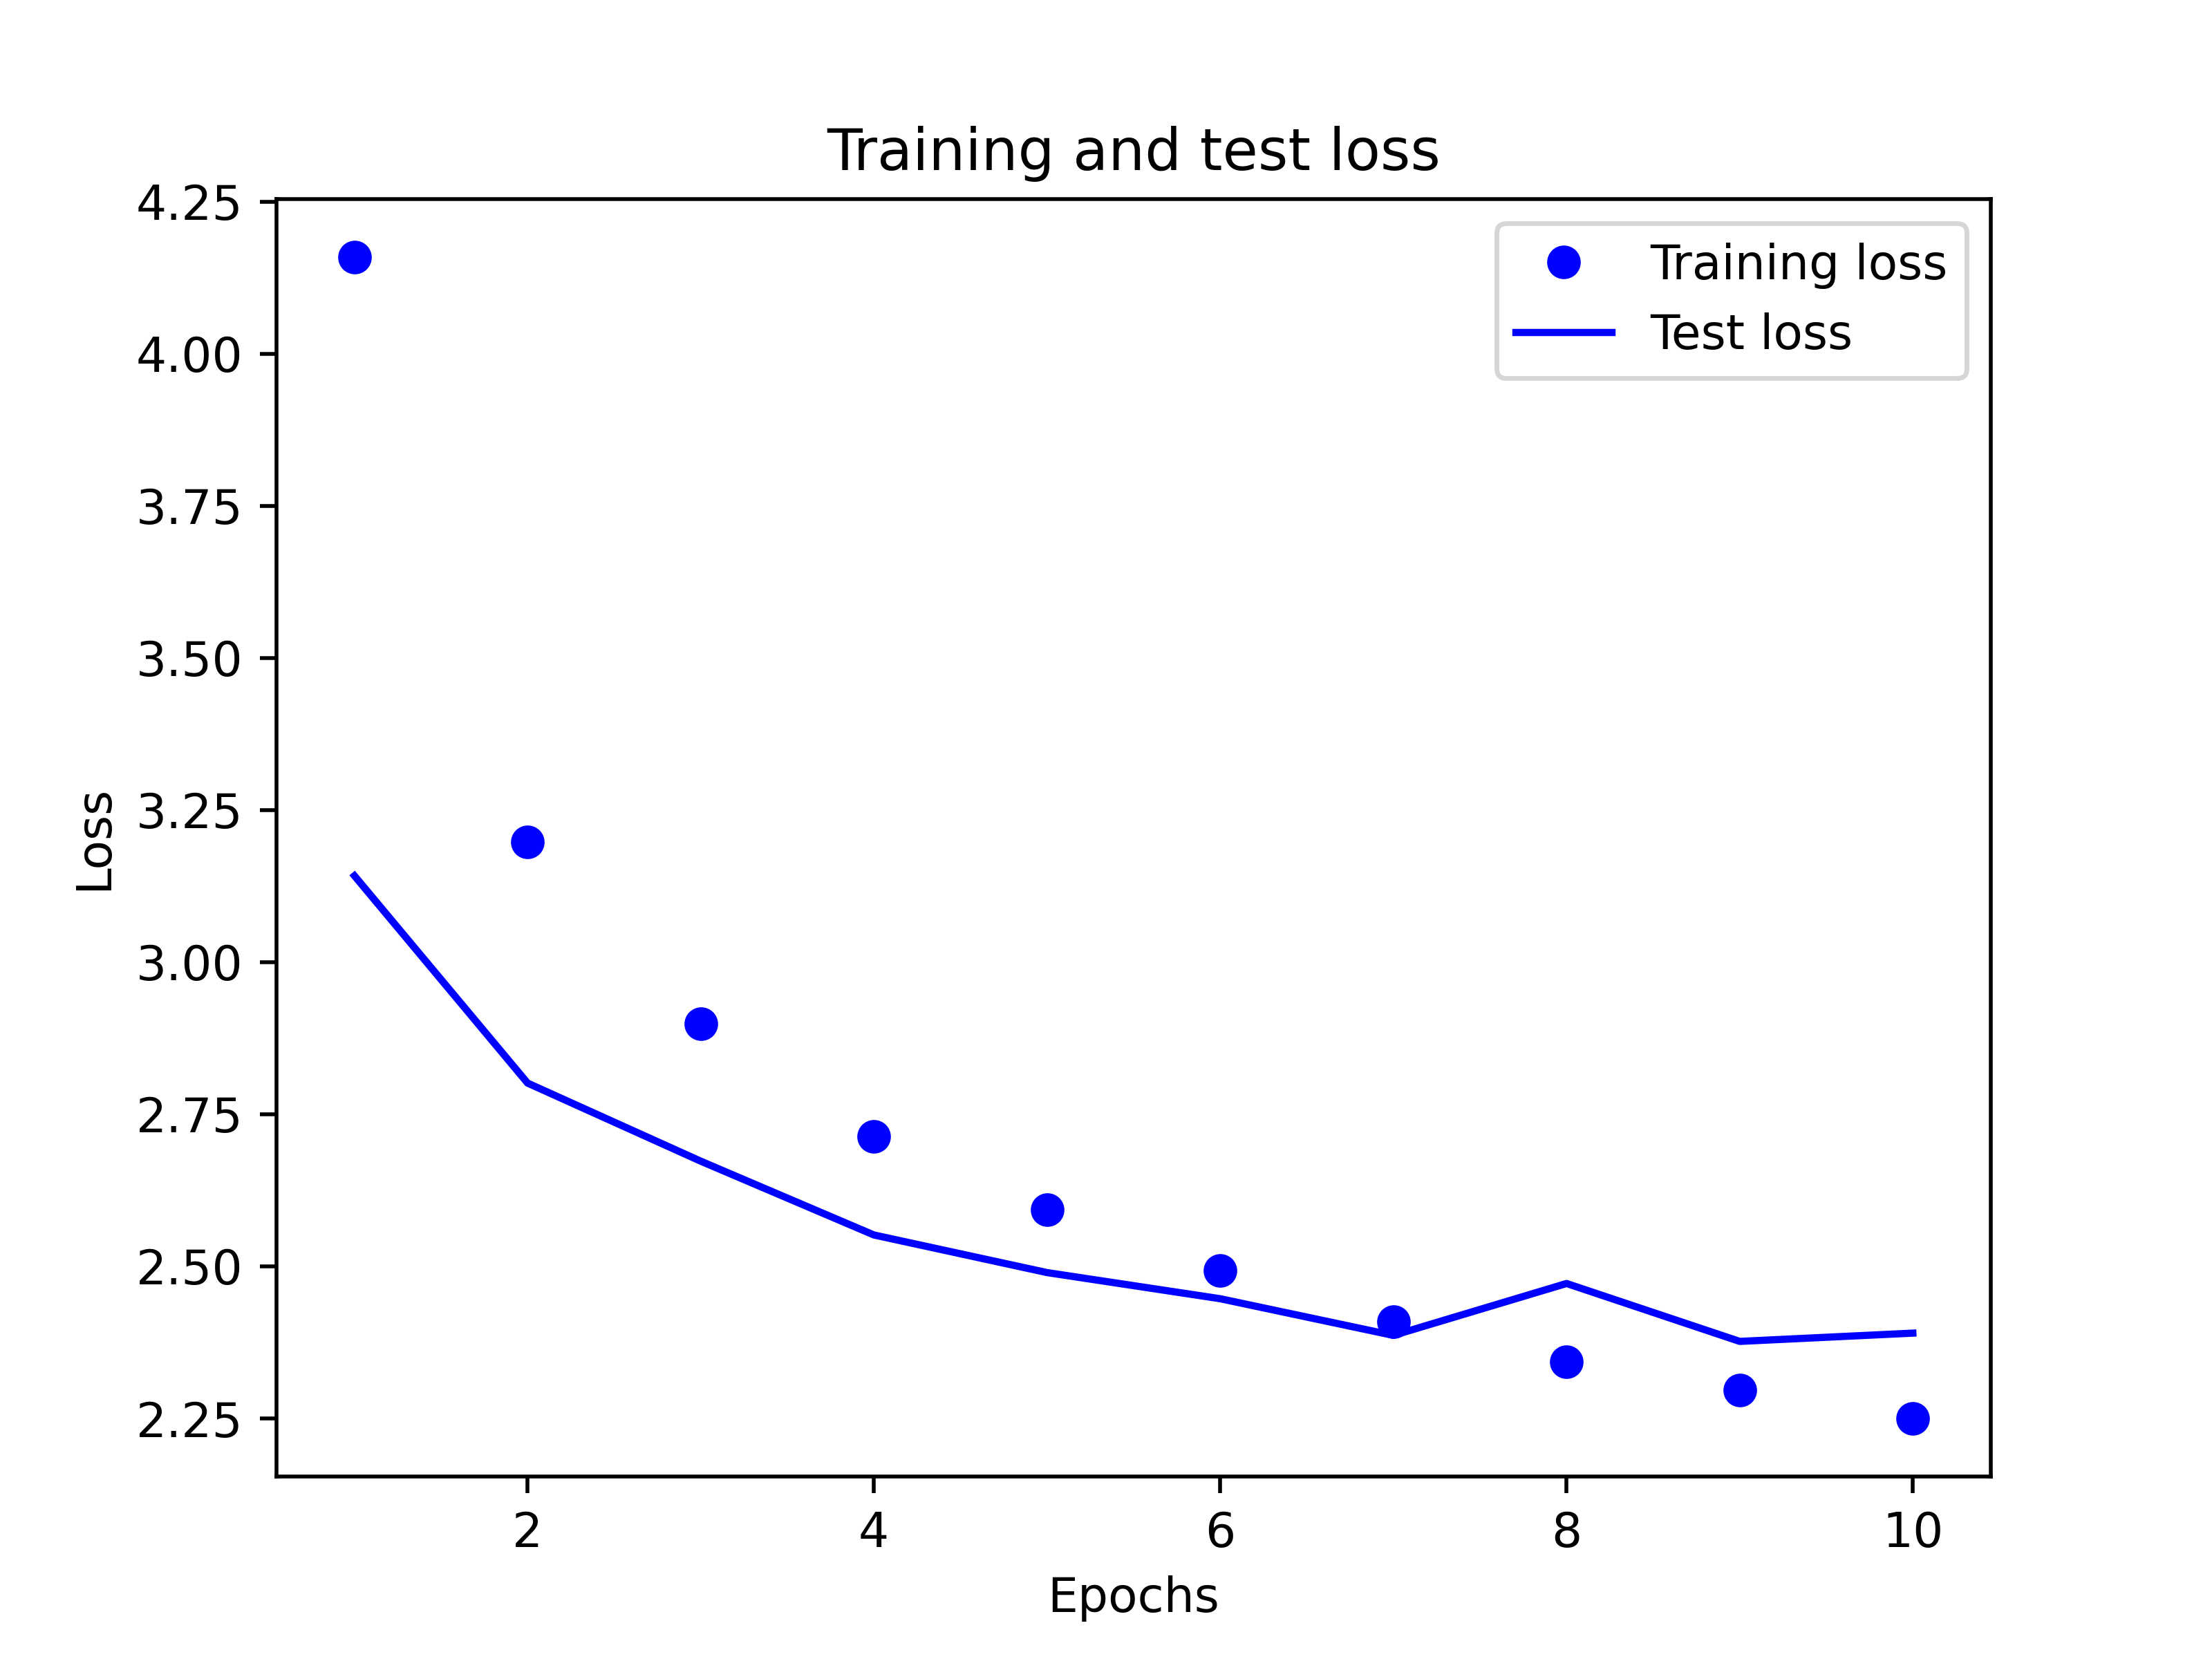 Training and test loss
Training loss
Test loss
4.25
4.00
3.75
3.50
3.25
3.00
2.75
2.50
2.25
Loss
2 4 6 8 10
Epochs